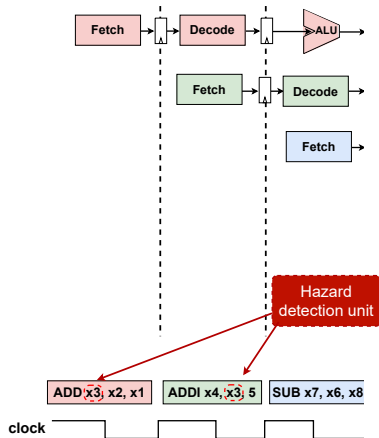 Fetch
Decode
ALU
Fetch
Decode
Fetch
Hazard
detection unit
ADD x3, x2, x1
ADDI x4, x3, 5
SUB x7, x6, x8
clock